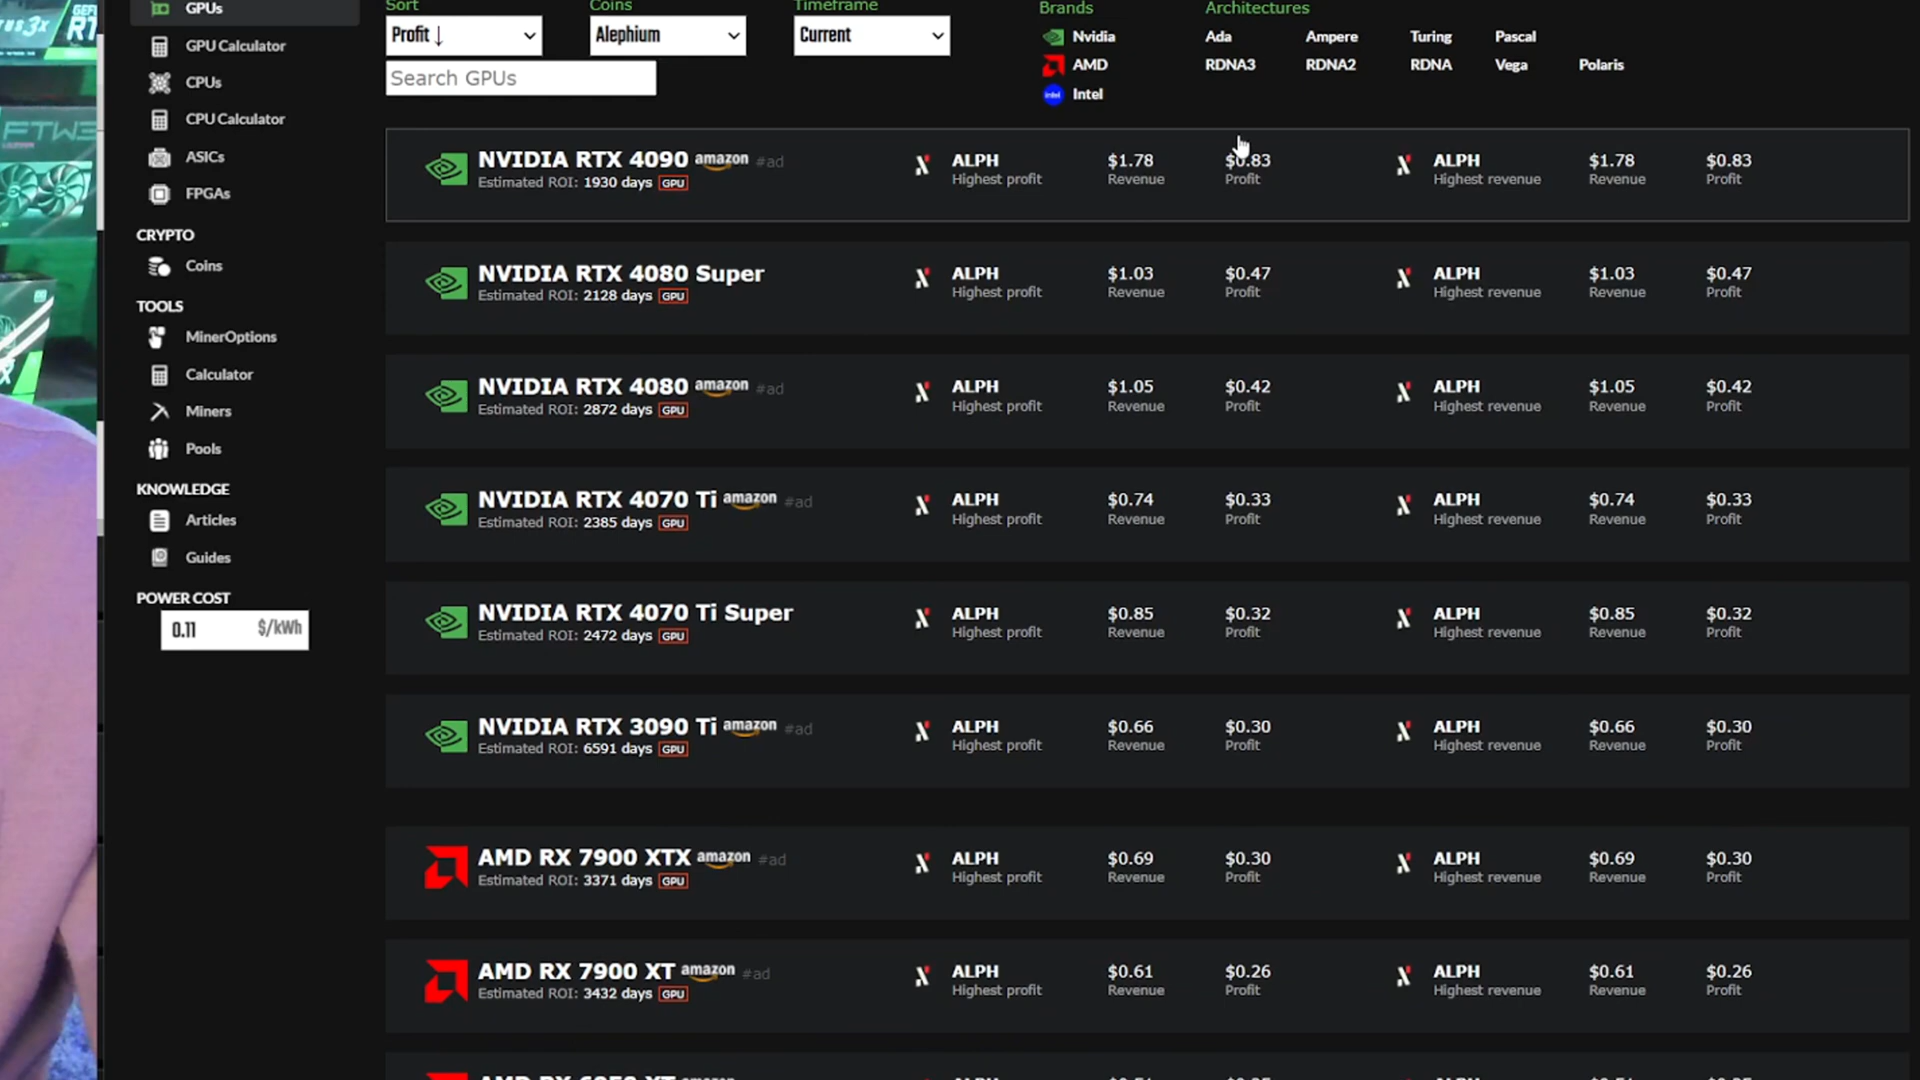 GPUs
GPU Calculator
CPUs
CPU Calculator
ASICs
FPGAs
CRYPTO
Coins
TOOLS
MinerOptions
Calculator
Miners
Pools
KNOWLEDGE
Articles
Guides
POWER COST
0.11 $/kWh
Sort Coins Timeframe
Profit ↓ Alephium Current
Search GPUs
Brands Architectures
Nvidia Ada Ampere Turing Pascal
AMD RDNA3 RDNA2 RDNA Vega Polaris
intel Intel
NVIDIA RTX 4090 amazon #ad ALPH $1.78 $0.83 ALPH $1.78 $0.83
Estimated ROI: 1930 days GPU Highest profit Revenue Profit Highest revenue Revenue Profit
NVIDIA RTX 4080 Super ALPH $1.03 $0.47 ALPH $1.03 $0.47
Estimated ROI: 2128 days GPU Highest profit Revenue Profit Highest revenue Revenue Profit
NVIDIA RTX 4080 amazon #ad ALPH $1.05 $0.42 ALPH $1.05 $0.42
Estimated ROI: 2872 days GPU Highest profit Revenue Profit Highest revenue Revenue Profit
NVIDIA RTX 4070 Ti amazon #ad ALPH $0.74 $0.33 ALPH $0.74 $0.33
Estimated ROI: 2385 days GPU Highest profit Revenue Profit Highest revenue Revenue Profit
NVIDIA RTX 4070 Ti Super ALPH $0.85 $0.32 ALPH $0.85 $0.32
Estimated ROI: 2472 days GPU Highest profit Revenue Profit Highest revenue Revenue Profit
NVIDIA RTX 3090 Ti amazon #ad ALPH $0.66 $0.30 ALPH $0.66 $0.30
Estimated ROI: 6591 days GPU Highest profit Revenue Profit Highest revenue Revenue Profit
AMD RX 7900 XTX amazon #ad ALPH $0.69 $0.30 ALPH $0.69 $0.30
Estimated ROI: 3371 days GPU Highest profit Revenue Profit Highest revenue Revenue Profit
AMD RX 7900 XT amazon #ad ALPH $0.61 $0.26 ALPH $0.61 $0.26
Estimated ROI: 3432 days GPU Highest profit Revenue Profit Highest revenue Revenue Profit
FTW3